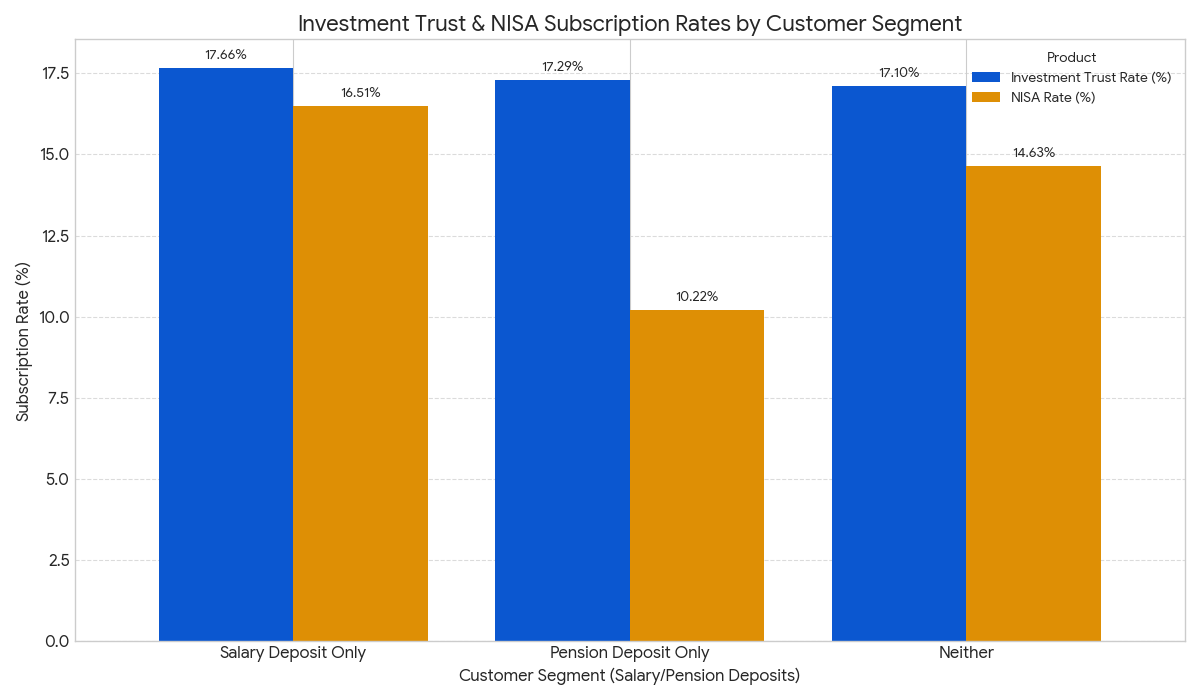 Investment Trust & NISA Subscription Rates by Customer Segment
Product
Investment Trust Rate (%)
NISA Rate (%)
17.66%
16.51%
17.29%
10.22%
17.10%
14.63%
Subscription Rate (%)
17.5
15.0
12.5
10.0
7.5
5.0
2.5
0.0
Salary Deposit Only
Pension Deposit Only
Neither
Customer Segment (Salary/Pension Deposits)